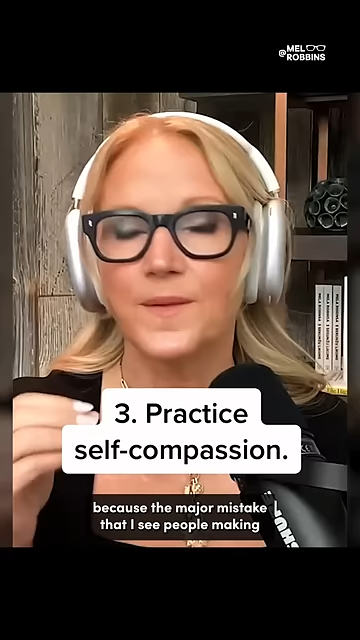 @MEL
ROBBINS
3. Practice
self-compassion.
because the major mistake
that I see people making